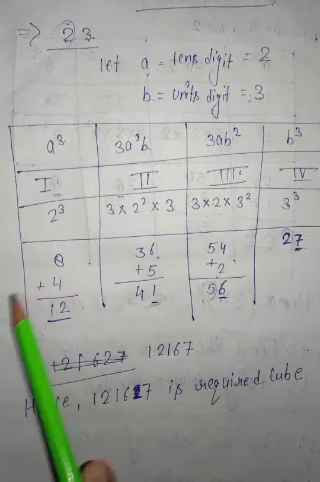 => 23.
let a = tens digit = 2
b = units digit = 3
a³ 3a²b 3ab² b³
I II III IV
2³ 3×2²×3 3×2×3² 3³
8 36 54 27
+4 +5 +2
12 41 56
+21627 12167
12167 is required cube